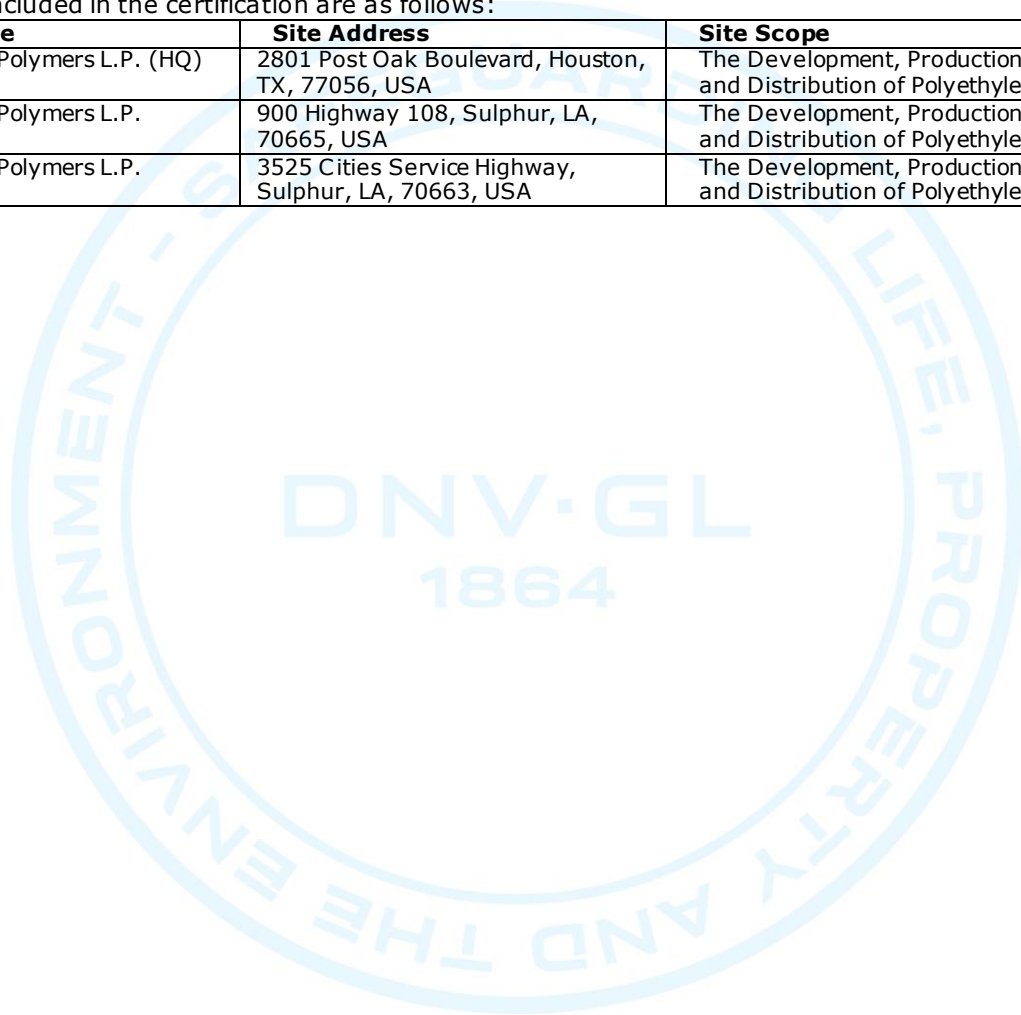 ncluded in the certification are as follows:
e Site Address Site Scope
Polymers L.P. (HQ) 2801 Post Oak Boulevard, Houston, The Development, Production
TX, 77056, USA and Distribution of Polyethyle
Polymers L.P. 900 Highway 108, Sulphur, LA, The Development, Production
70665, USA and Distribution of Polyethyle
Polymers L.P. 3525 Cities Service Highway, The Development, Production
Sulphur, LA, 70663, USA and Distribution of Polyethyle
DNV·GL
1864
LIFE, PROPERTY AND THE ENVIRONMENT -